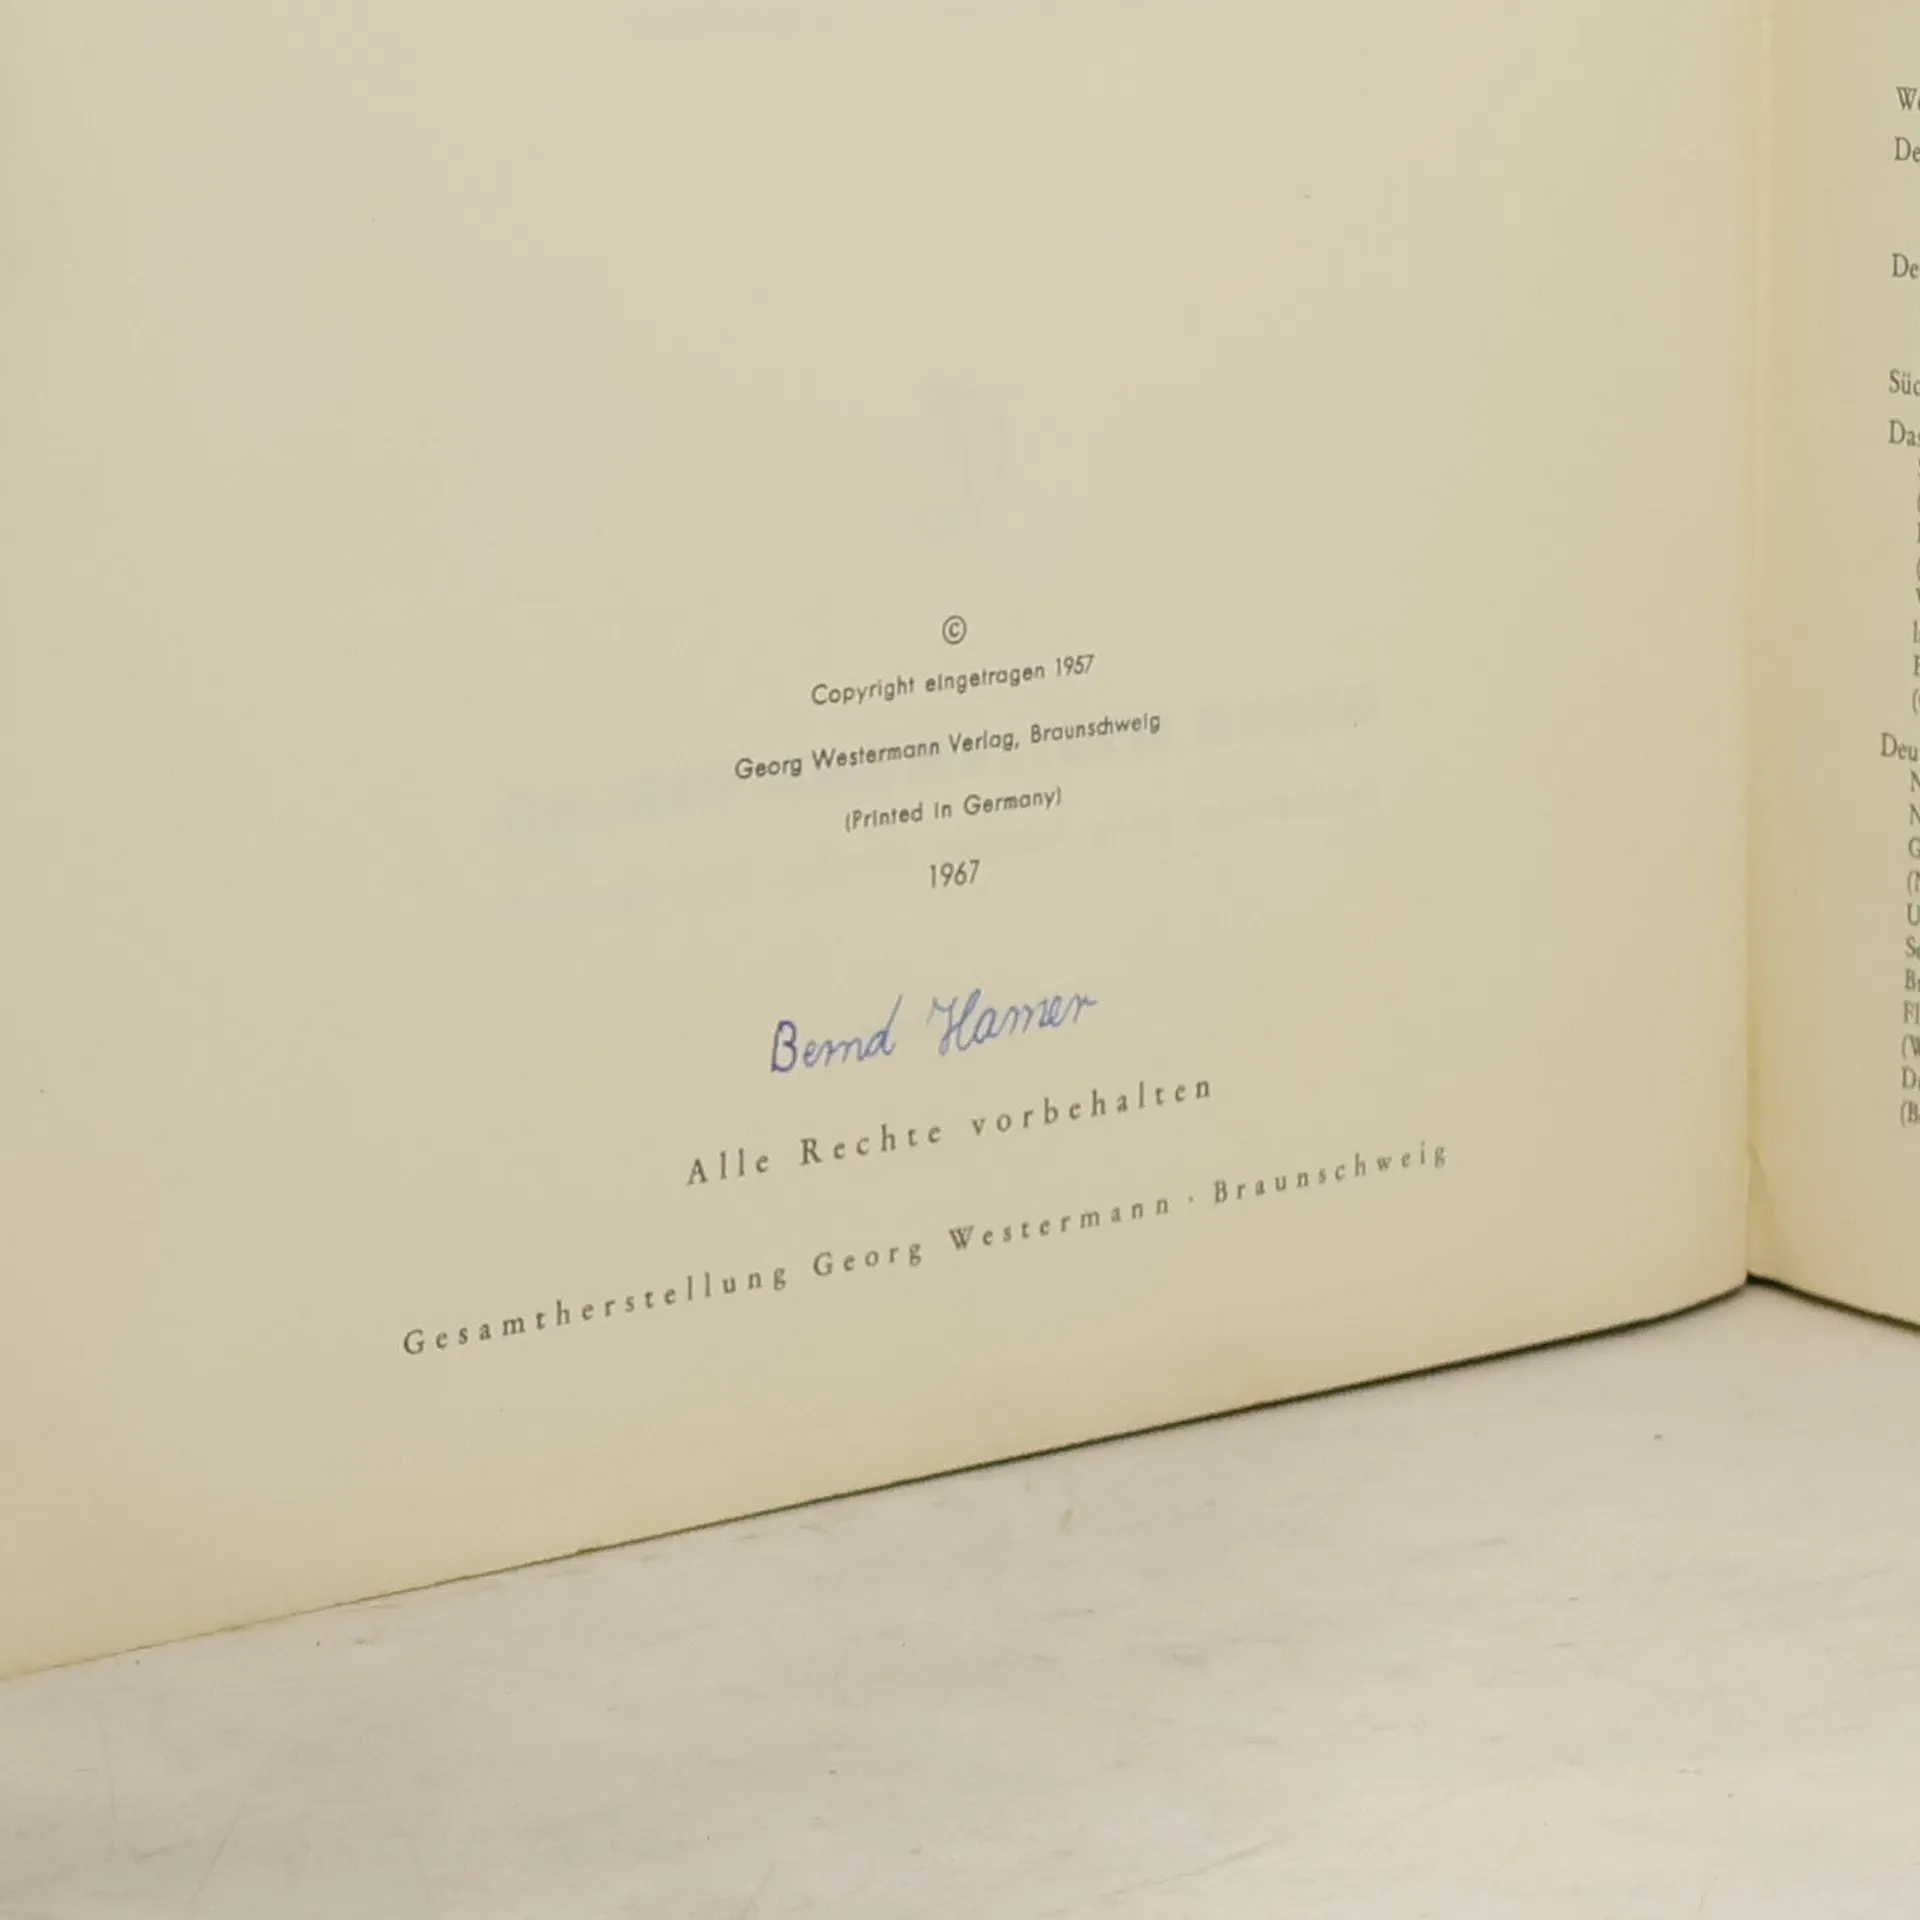 ©
Copyright eingetragen 1957
Georg Westermann Verlag, Braunschweig
(Printed in Germany)
1967
Bernd Hamer
Alle Rechte vorbehalten
Gesamtherstellung Georg Westermann · Braunschweig